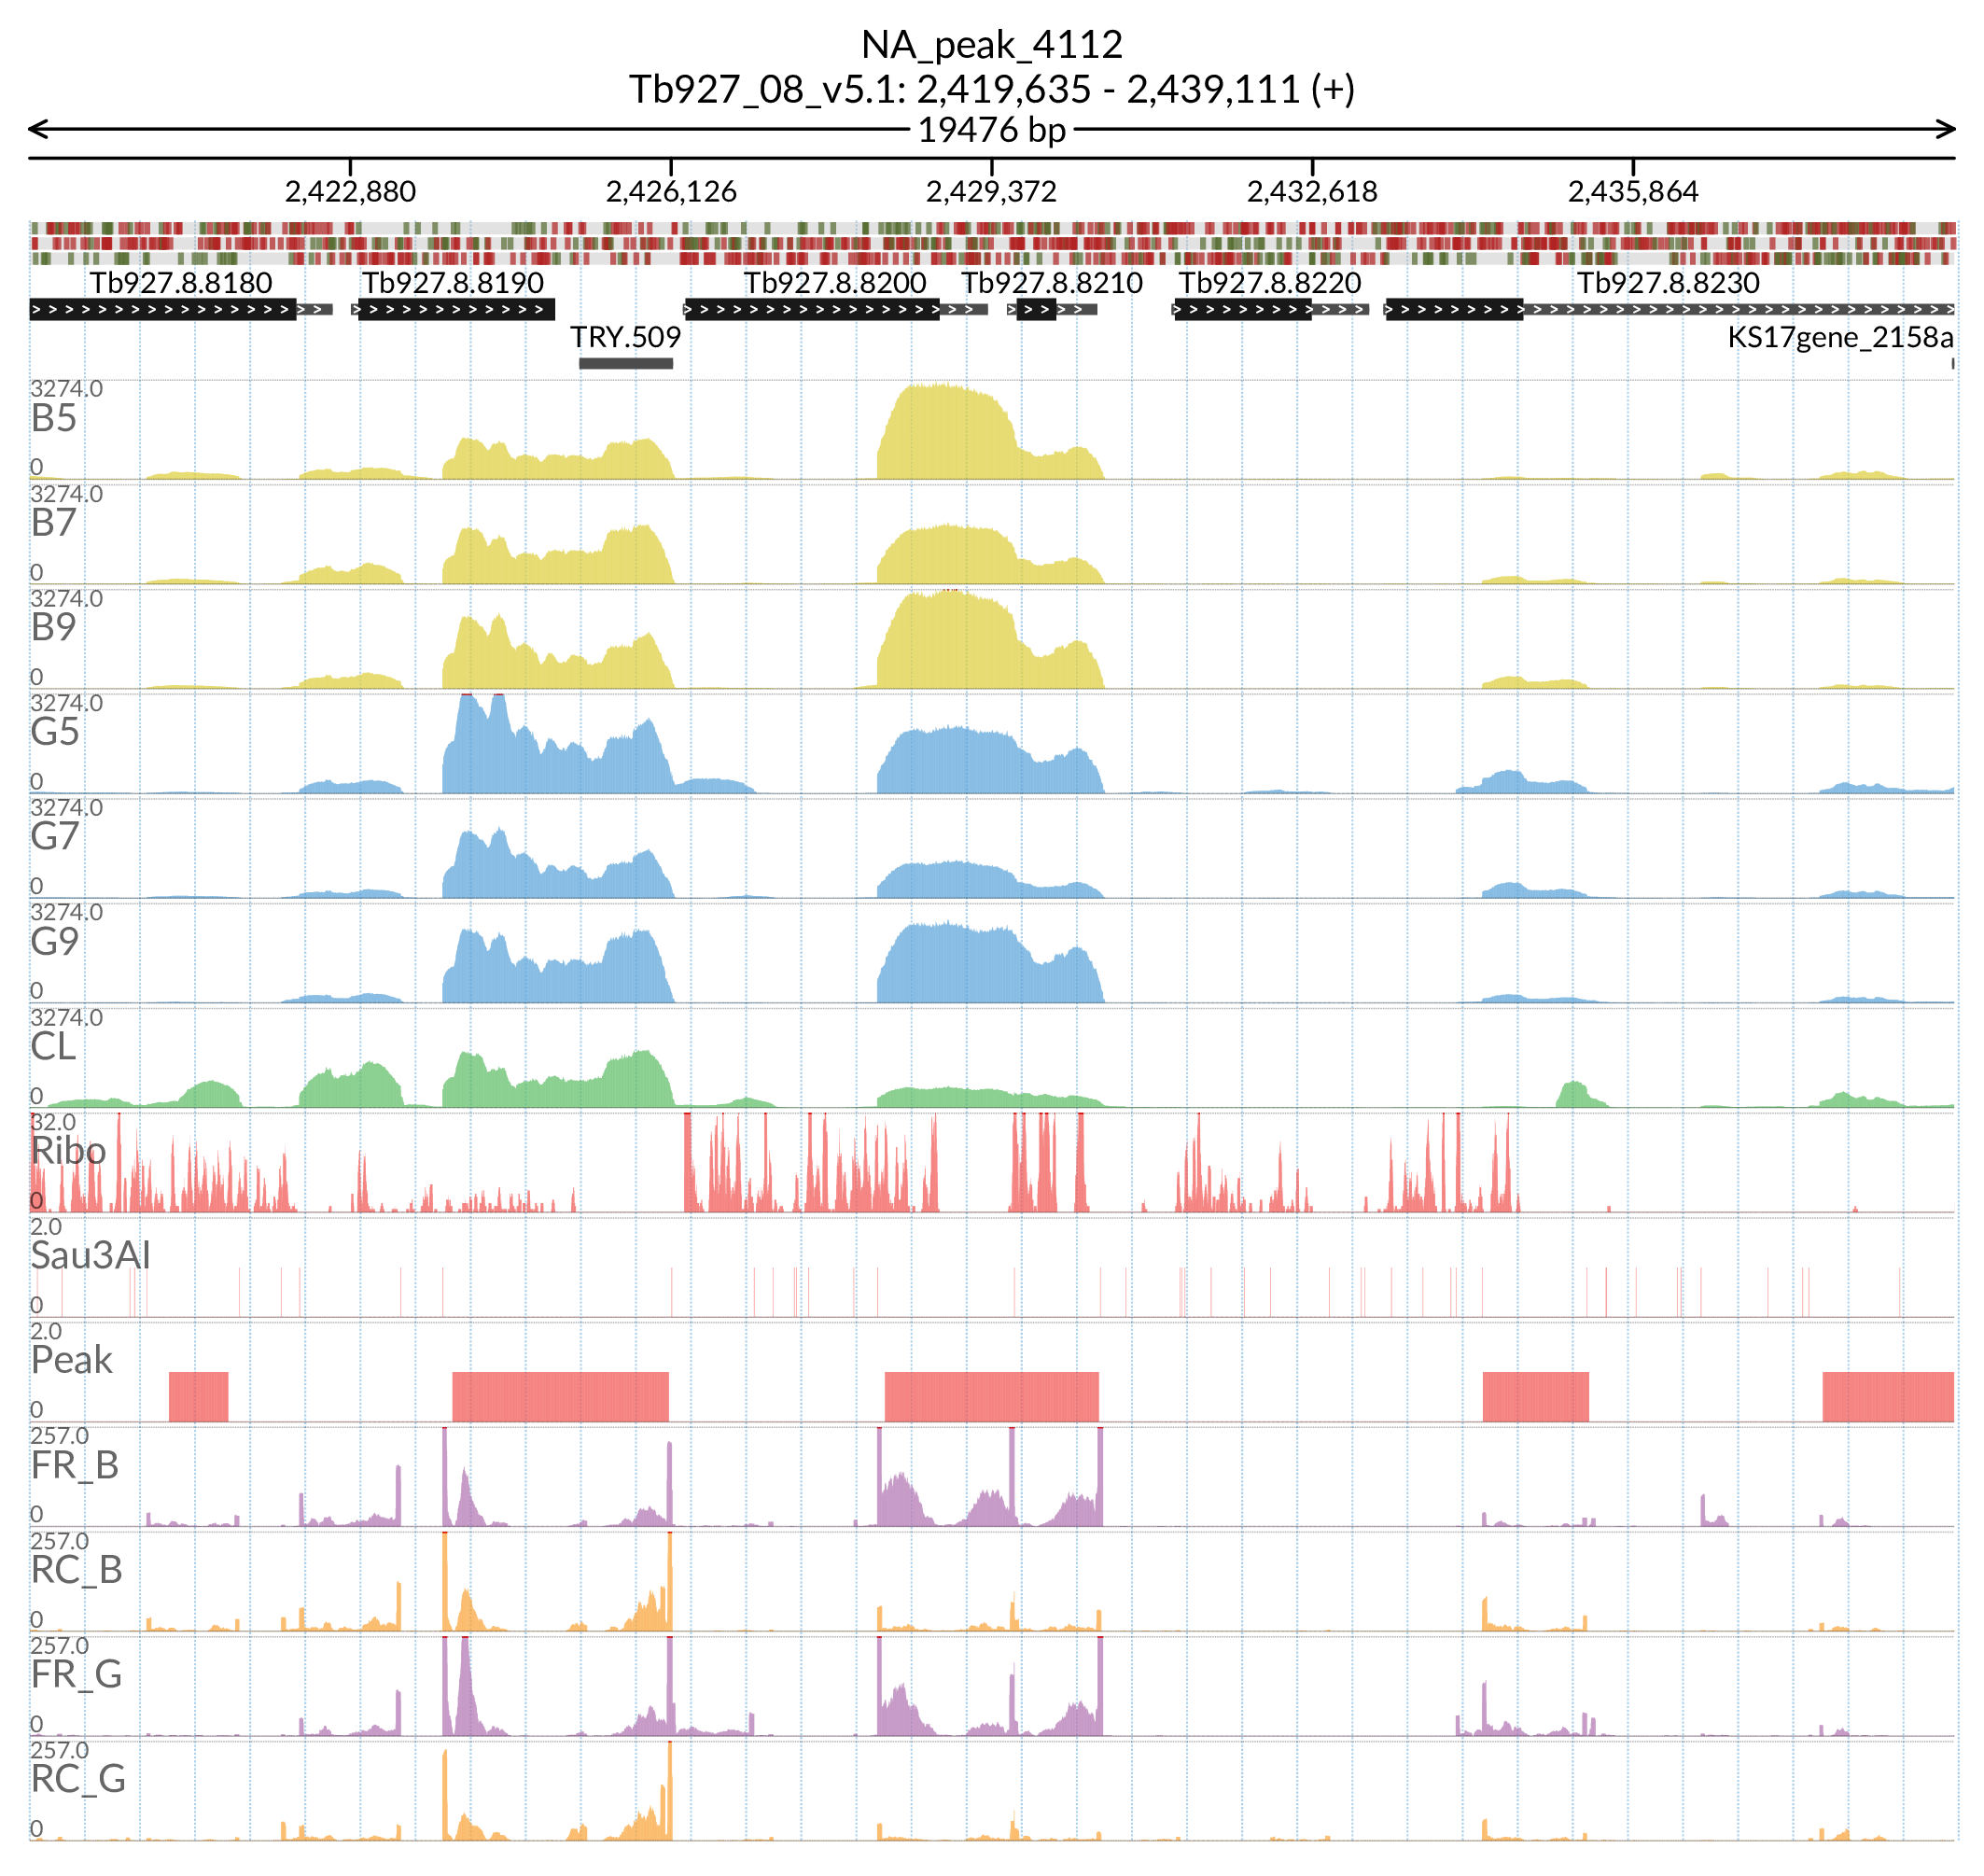 NA_peak_4112
Tb927_08_v5.1: 2,419,635 - 2,439,111 (+)
19476 bp
2,422,880 2,426,126 2,429,372 2,432,618 2,435,864
Tb927.8.8180 Tb927.8.8190 Tb927.8.8200 Tb927.8.8210 Tb927.8.8220 Tb927.8.8230
TRY.509 KS17gene_2158a
3274.0
B5
0
3274.0
B7
0
3274.0
B9
0
3274.0
G5
0
3274.0
G7
0
3274.0
G9
0
3274.0
CL
0
32.0
Ribo
0
2.0
Sau3AI
0
2.0
Peak
0
257.0
FR_B
0
257.0
RC_B
0
257.0
FR_G
0
257.0
RC_G
0